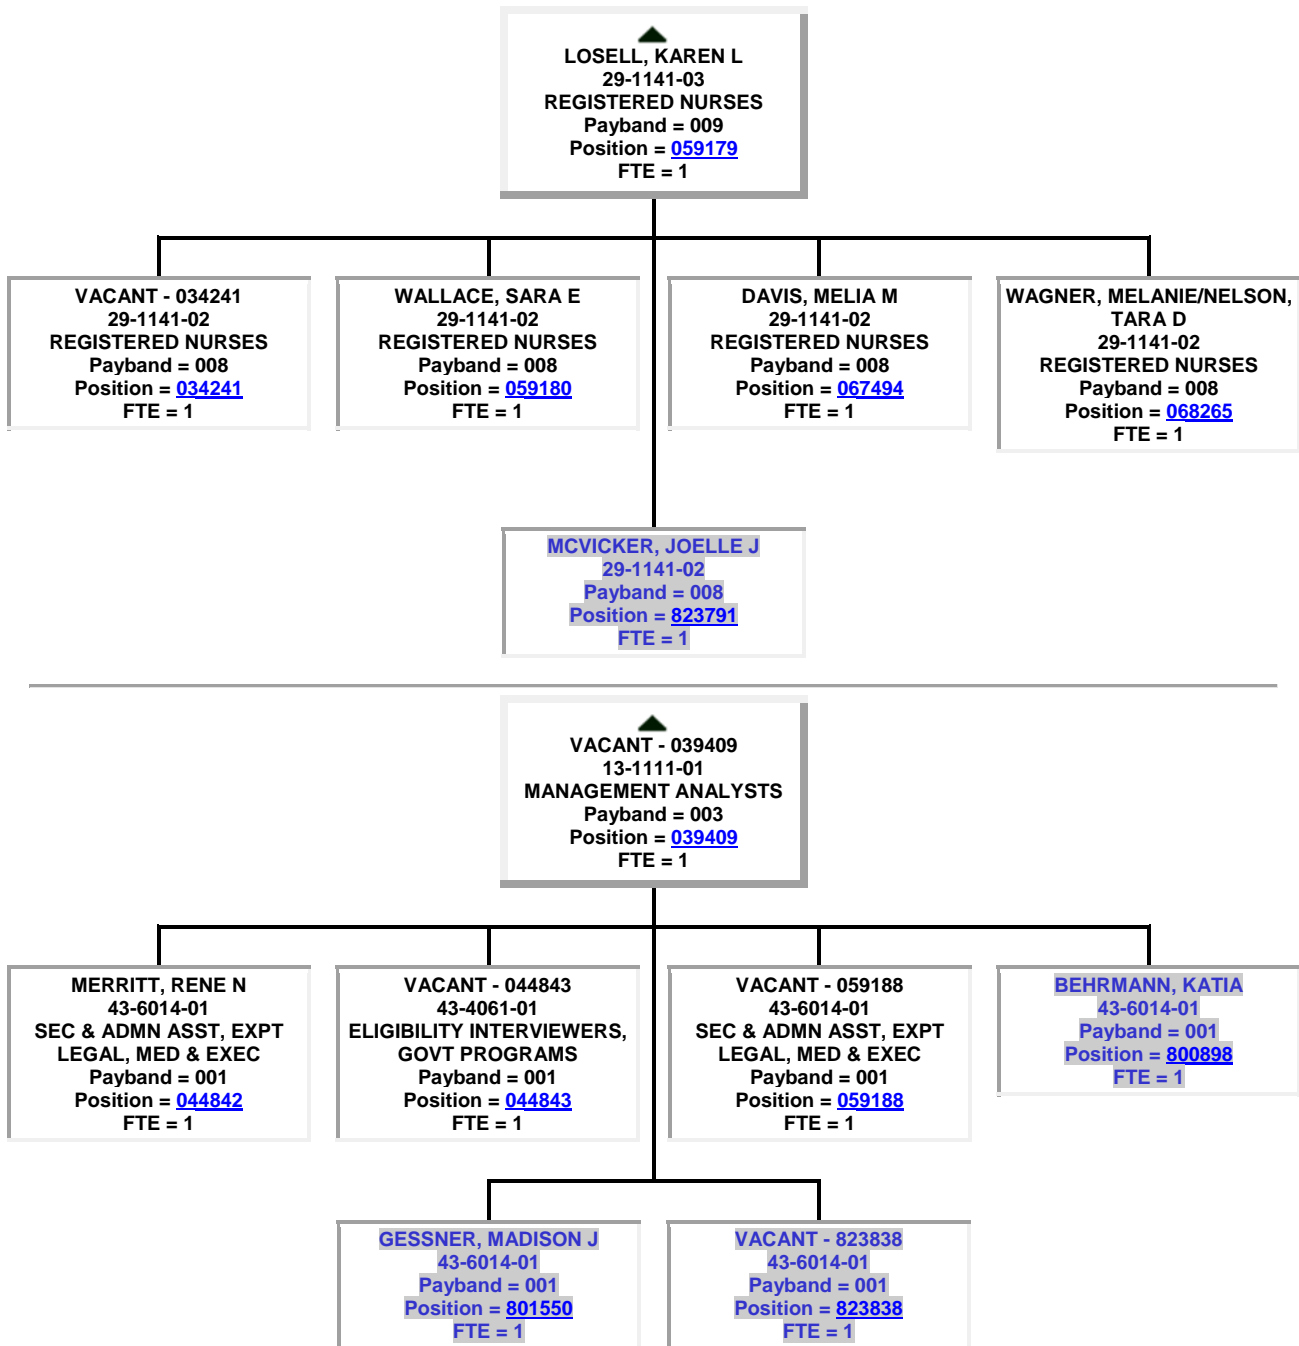 LOSELL, KAREN L
29-1141-03
REGISTERED NURSES
Payband = 009
Position = 059179
FTE = 1
VACANT - 034241
29-1141-02
REGISTERED NURSES
Payband = 008
Position = 034241
FTE = 1
WALLACE, SARA E
29-1141-02
REGISTERED NURSES
Payband = 008
Position = 059180
FTE = 1
DAVIS, MELIA M
29-1141-02
REGISTERED NURSES
Payband = 008
Position = 067494
FTE = 1
WAGNER, MELANIE/NELSON,
TARA D
29-1141-02
REGISTERED NURSES
Payband = 008
Position = 068265
FTE = 1
MCVICKER, JOELLE J
29-1141-02
Payband = 008
Position = 823791
FTE = 1
VACANT - 039409
13-1111-01
MANAGEMENT ANALYSTS
Payband = 003
Position = 039409
FTE = 1
MERRITT, RENE N
43-6014-01
SEC & ADMN ASST, EXPT
LEGAL, MED & EXEC
Payband = 001
Position = 044842
FTE = 1
VACANT - 044843
43-4061-01
ELIGIBILITY INTERVIEWERS,
GOVT PROGRAMS
Payband = 001
Position = 044843
FTE = 1
VACANT - 059188
43-6014-01
SEC & ADMN ASST, EXPT
LEGAL, MED & EXEC
Payband = 001
Position = 059188
FTE = 1
BEHRMANN, KATIA
43-6014-01
Payband = 001
Position = 800898
FTE = 1
GESSNER, MADISON J
43-6014-01
Payband = 001
Position = 801550
FTE = 1
VACANT - 823838
43-6014-01
Payband = 001
Position = 823838
FTE = 1